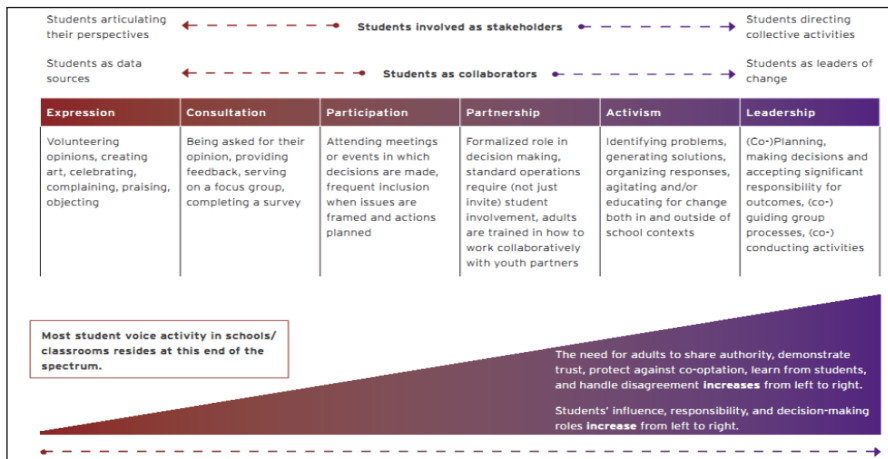 Students articulating
their perspectives
Students involved as stakeholders
Students directing
collective activities
Students as data
sources
Students as collaborators
Students as leaders of
change
Expression
Volunteering
opinions, creating
art, celebrating,
complaining, praising,
objecting
Consultation
Being asked for their
opinion, providing
feedback, serving
on a focus group,
completing a survey
Participation
Attending meetings
or events in which
decisions are made,
frequent inclusion
when issues are
framed and actions
planned
Partnership
Formalized role in
decision making,
standard operations
require (not just
invite) student
involvement, adults
are trained in how to
work collaboratively
with youth partners
Activism
Identifying problems,
generating solutions,
organizing responses,
agitating and/or
educating for change
both in and outside of
school contexts
Leadership
(Co-)Planning,
making decisions and
accepting significant
responsibility for
outcomes, (co-)
guiding group
processes, (co-)
conducting activities
Most student voice activity in schools/
classrooms resides at this end of the
spectrum.
The need for adults to share authority, demonstrate
trust, protect against co-optation, learn from students,
and handle disagreement increases from left to right.
Students' influence, responsibility, and decision-making
roles increase from left to right.